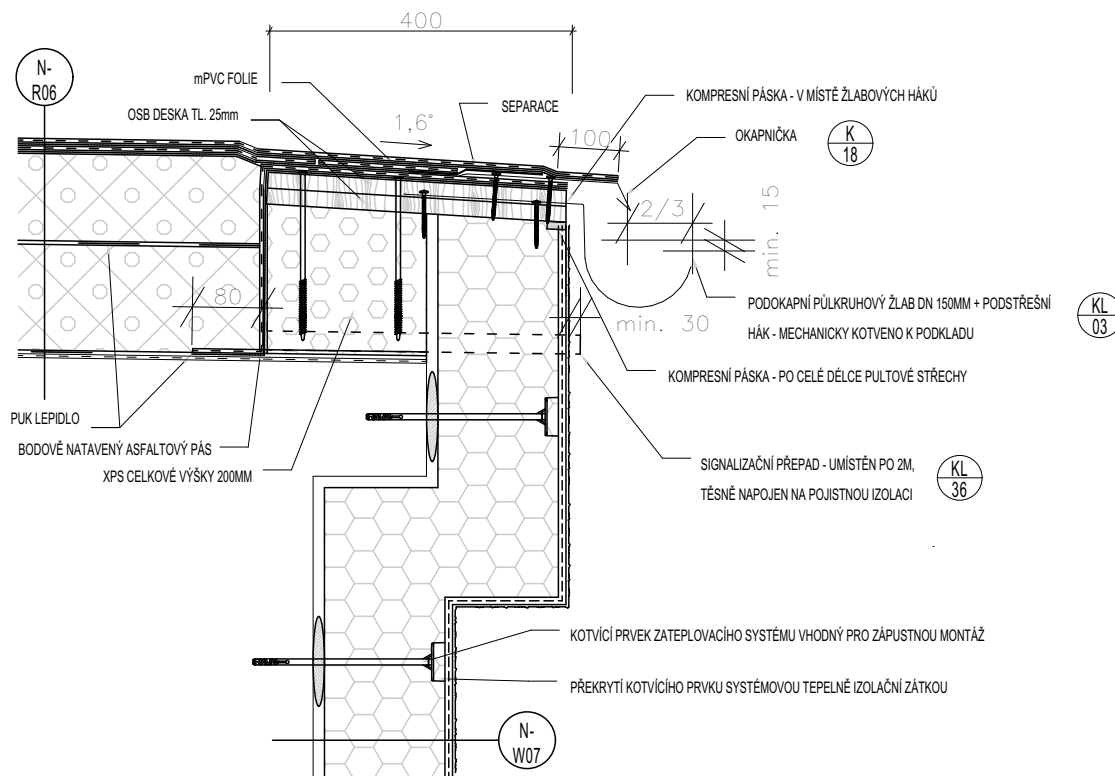 400
N-
R06
mPVC FOLIE
KOMPRESNÍ PÁSKA - V MÍSTĚ ŽLABOVÝCH HÁKŮ
SEPARACE
OSB DESKA TL. 25mm
1,6°
100
OKAPNIČKA
K
18
2/3
min. 15
80
min. 30
PODOKAPNÍ PŮLKRUHOVÝ ŽLAB DN 150MM + PODSTŘEŠNÍ
HÁK - MECHANICKY KOTVENO K PODKLADU
KL
03
KOMPRESNÍ PÁSKA - PO CELÉ DÉLCE PULTOVÉ STŘECHY
PUK LEPIDLO
BODOVĚ NATAVENÝ ASFALTOVÝ PÁS
XPS CELKOVÉ VÝŠKY 200MM
SIGNALIZAČNÍ PŘEPAD - UMÍSTĚN PO 2M,
TĚSNĚ NAPOJEN NA POJISTNOU IZOLACI
KL
36
KOTVÍCÍ PRVEK ZATEPLOVACÍHO SYSTÉMU VHODNÝ PRO ZÁPUSTNOU MONTÁŽ
PŘEKRYTÍ KOTVÍCÍHO PRVKU SYSTÉMOVOU TEPELNĚ IZOLAČNÍ ZÁTKOU
N-
W07